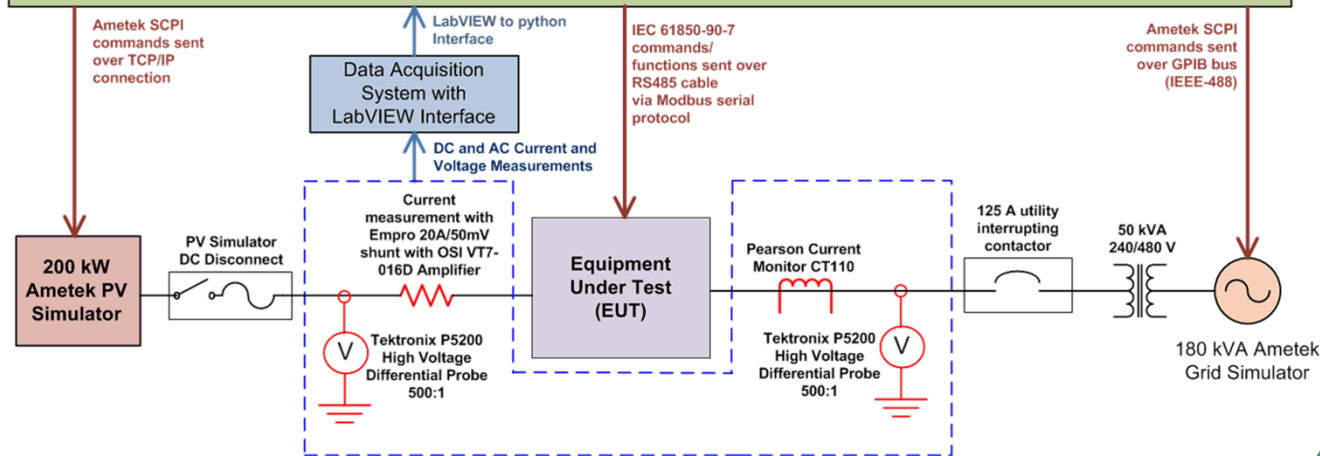 Ametek SCPI
commands sent
over TCP/IP
connection
LabVIEW to python
Interface
IEC 61850-90-7
commands/
functions sent over
RS485 cable
via Modbus serial
protocol
Ametek SCPI
commands sent
over GPIB bus
(IEEE-488)
Data Acquisition
System with
LabVIEW Interface
DC and AC Current and
Voltage Measurements
200 kW
Ametek PV
Simulator
PV Simulator
DC Disconnect
Current
measurement with
Empro 20A/50mV
shunt with OSI VT7-
016D Amplifier
V
Tektronix P5200
High Voltage
Differential Probe
500:1
Equipment
Under Test
(EUT)
Pearson Current
Monitor CT110
Tektronix P5200
High Voltage
Differential Probe
500:1
V
125 A utility
interrupting
contactor
50 kVA
240/480 V
180 kVA Ametek
Grid Simulator